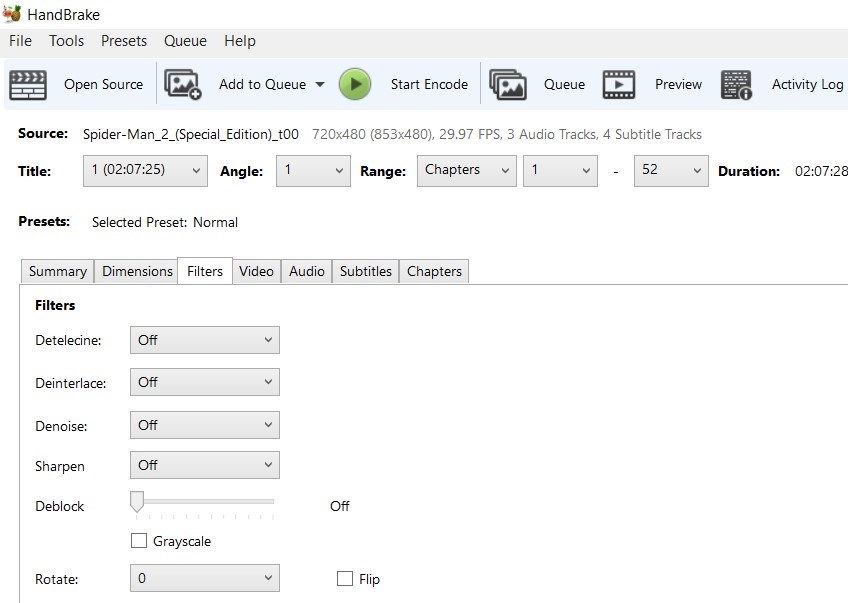 HandBrake
File Tools Presets Queue Help
Open Source Add to Queue Start Encode Queue Preview Activity Log
Source: Spider-Man_2_(Special_Edition)_t00 720x480 (853x480), 29.97 FPS, 3 Audio Tracks, 4 Subtitle Tracks
Title: 1 (02:07:25) Angle: 1 Range: Chapters 1 - 52 Duration: 02:07:28
Presets: Selected Preset: Normal
Summary Dimensions Filters Video Audio Subtitles Chapters
Filters
Detelecine: Off
Deinterlace: Off
Denoise: Off
Sharpen Off
Deblock Off
Grayscale
Rotate: 0 Flip